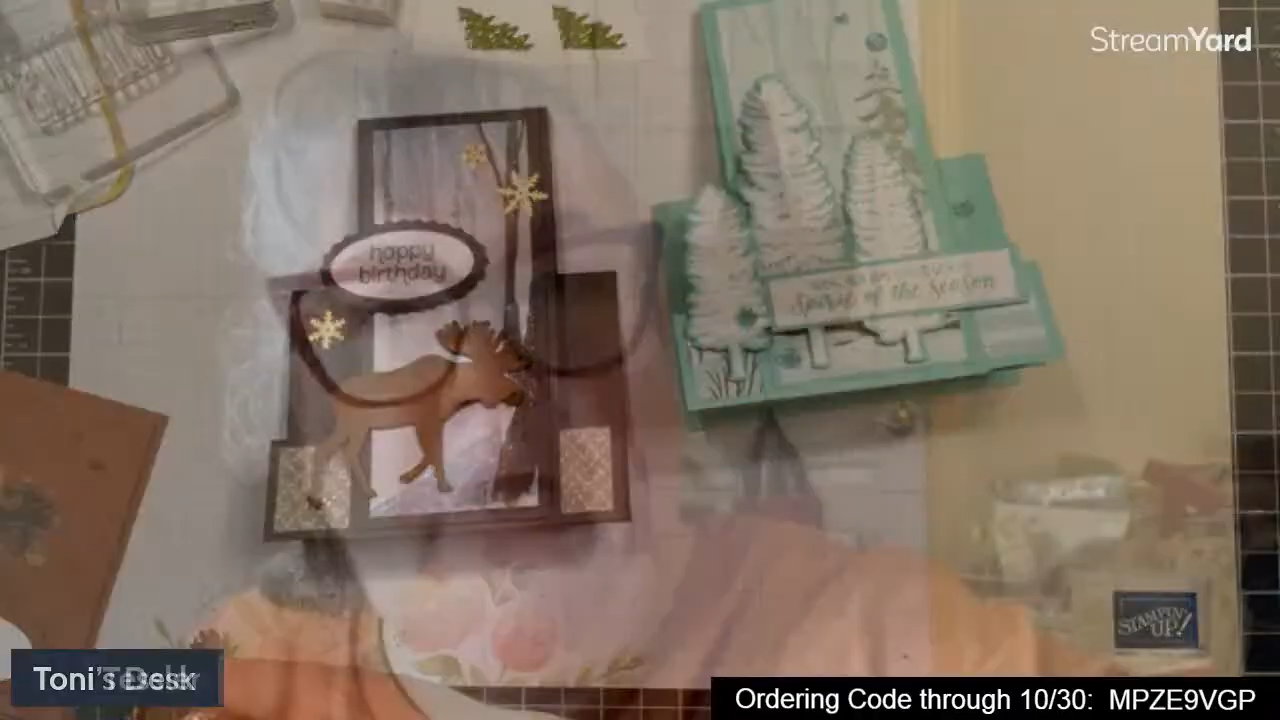 StreamYard
happy
birthday
Spirit of the Season
STAMPIN'
UP!
Toni's Desk
Ordering Code through 10/30: MPZE9VGP